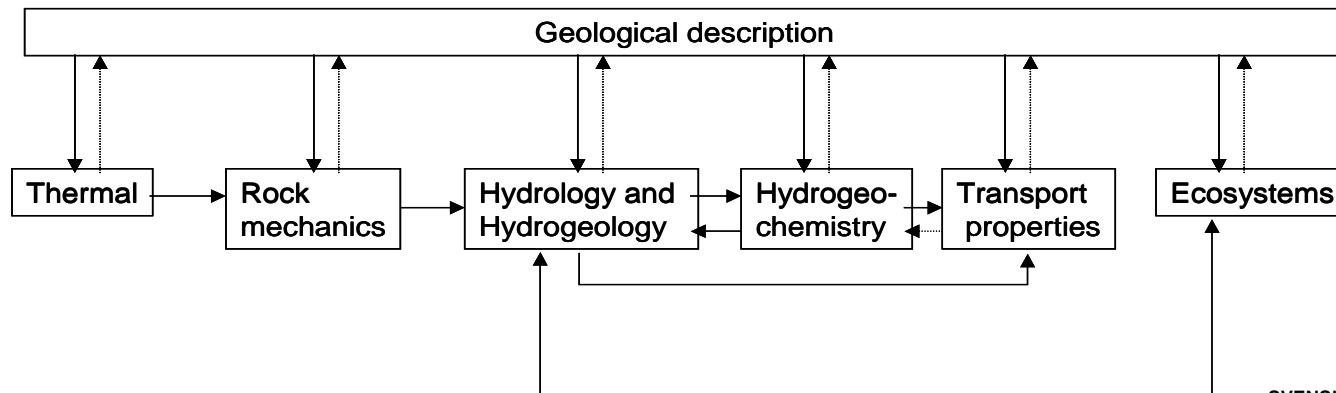 Geological description
Thermal
Rock
mechanics
Hydrology and
Hydrogeology
Hydrogeo-
chemistry
Transport
properties
Ecosystems